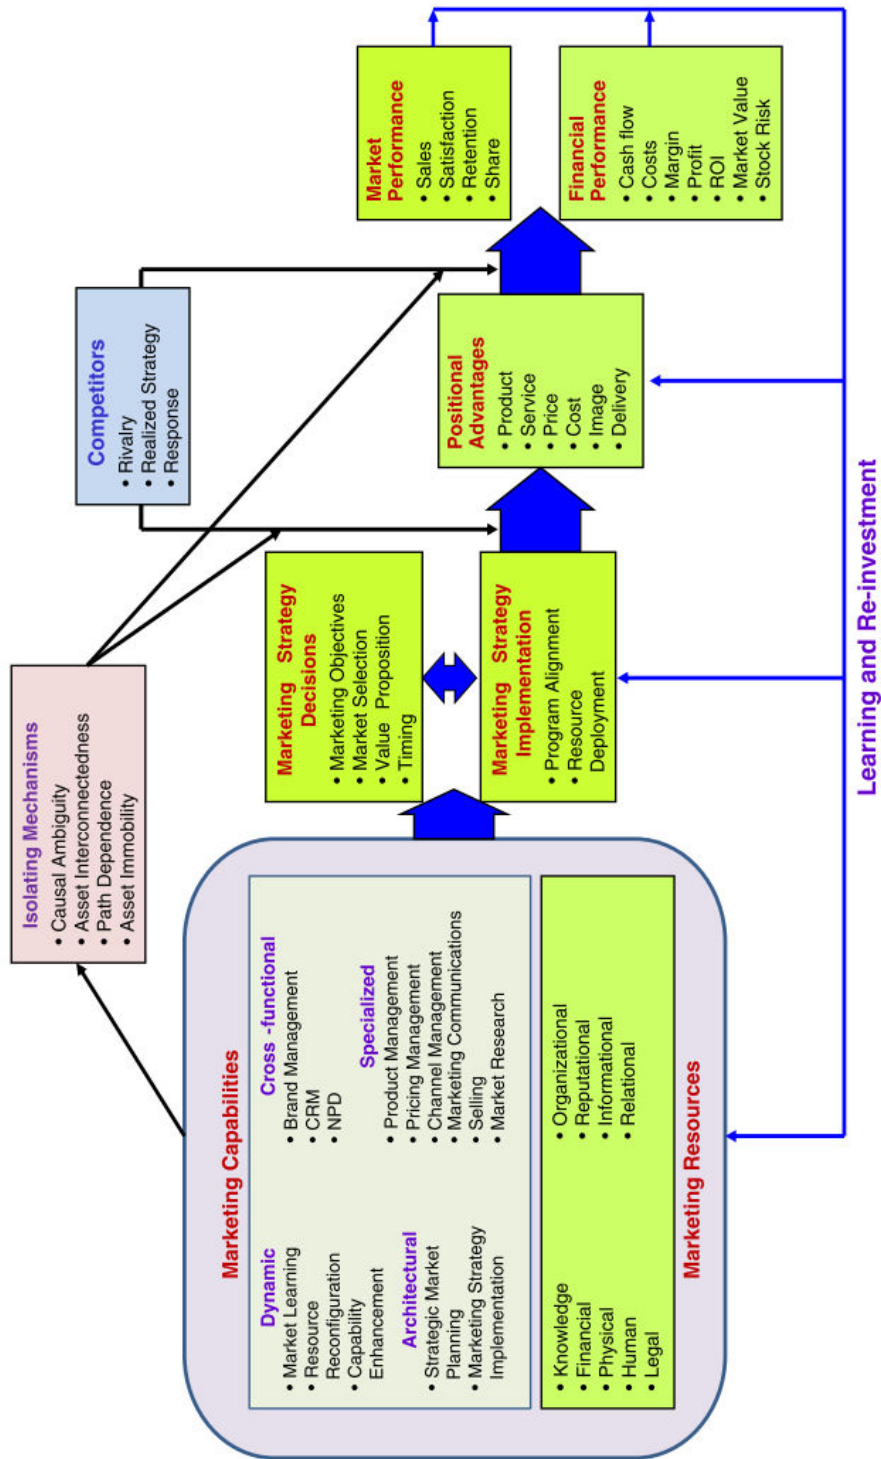 Isolating Mechanisms
• Causal Ambiguity
• Asset Interconnectedness
• Path Dependence
• Asset Immobility
Competitors
• Rivalry
• Realized Strategy
• Response
Marketing Capabilities
Dynamic
• Market Learning
• Resource
Reconfiguration
• Capability
Enhancement
Cross -functional
• Brand Management
• CRM
• NPD
Architectural
• Strategic Market
Planning
• Marketing Strategy
Implementation
Specialized
• Product Management
• Pricing Management
• Channel Management
• Marketing Communications
• Selling
• Market Research
• Knowledge
• Financial
• Physical
• Human
• Legal
• Organizational
• Reputational
• Informational
• Relational
Marketing Resources
Marketing Strategy
Decisions
• Marketing Objectives
• Market Selection
• Value Proposition
• Timing
Marketing Strategy
Implementation
• Program Alignment
• Resource
Deployment
Positional
Advantages
• Product
• Service
• Price
• Cost
• Image
• Delivery
Market
Performance
• Sales
• Satisfaction
• Retention
• Share
Financial
Performance
• Cash flow
• Costs
• Margin
• Profit
• ROI
• Market Value
• Stock Risk
Learning and Re-investment